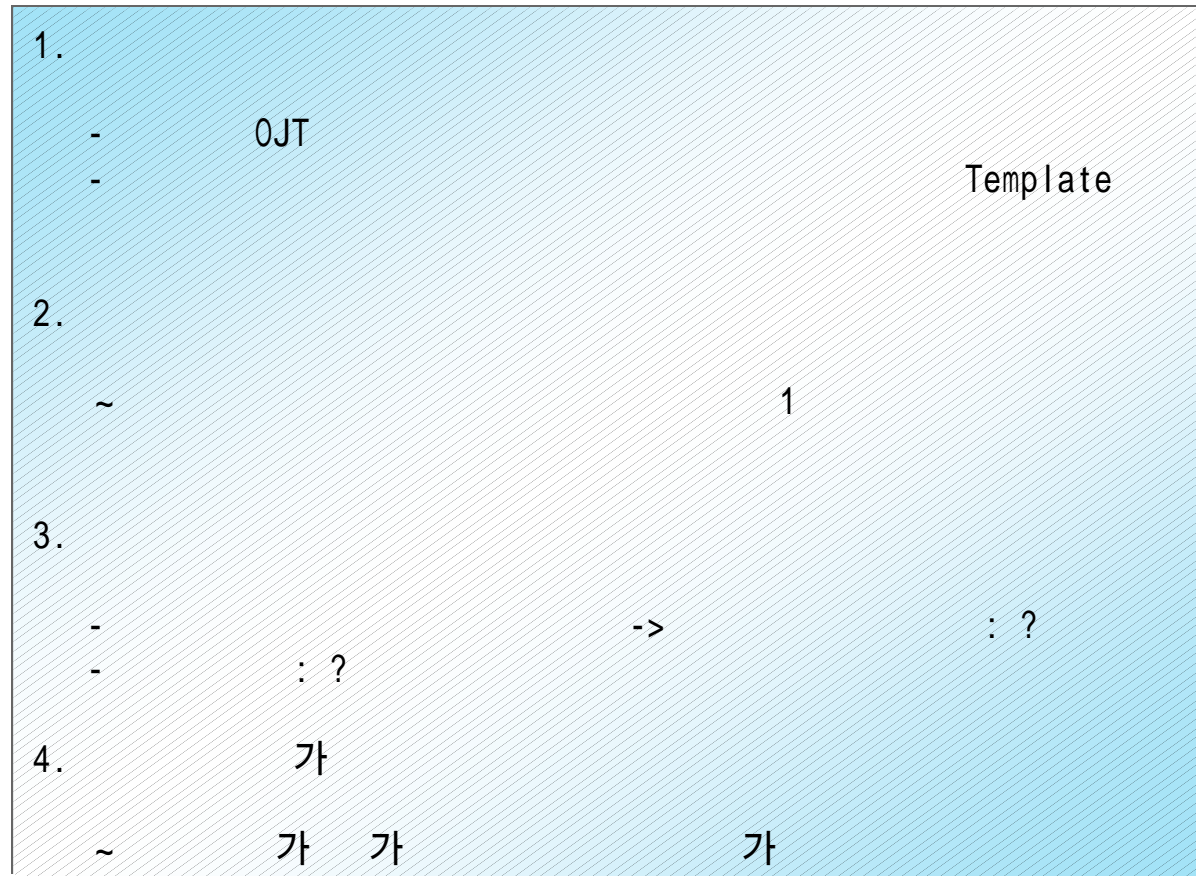 1.
- OJT
- Template
2.
~ 1
3.
- -> : ?
- : ?
4. 가
~ 가 가 가